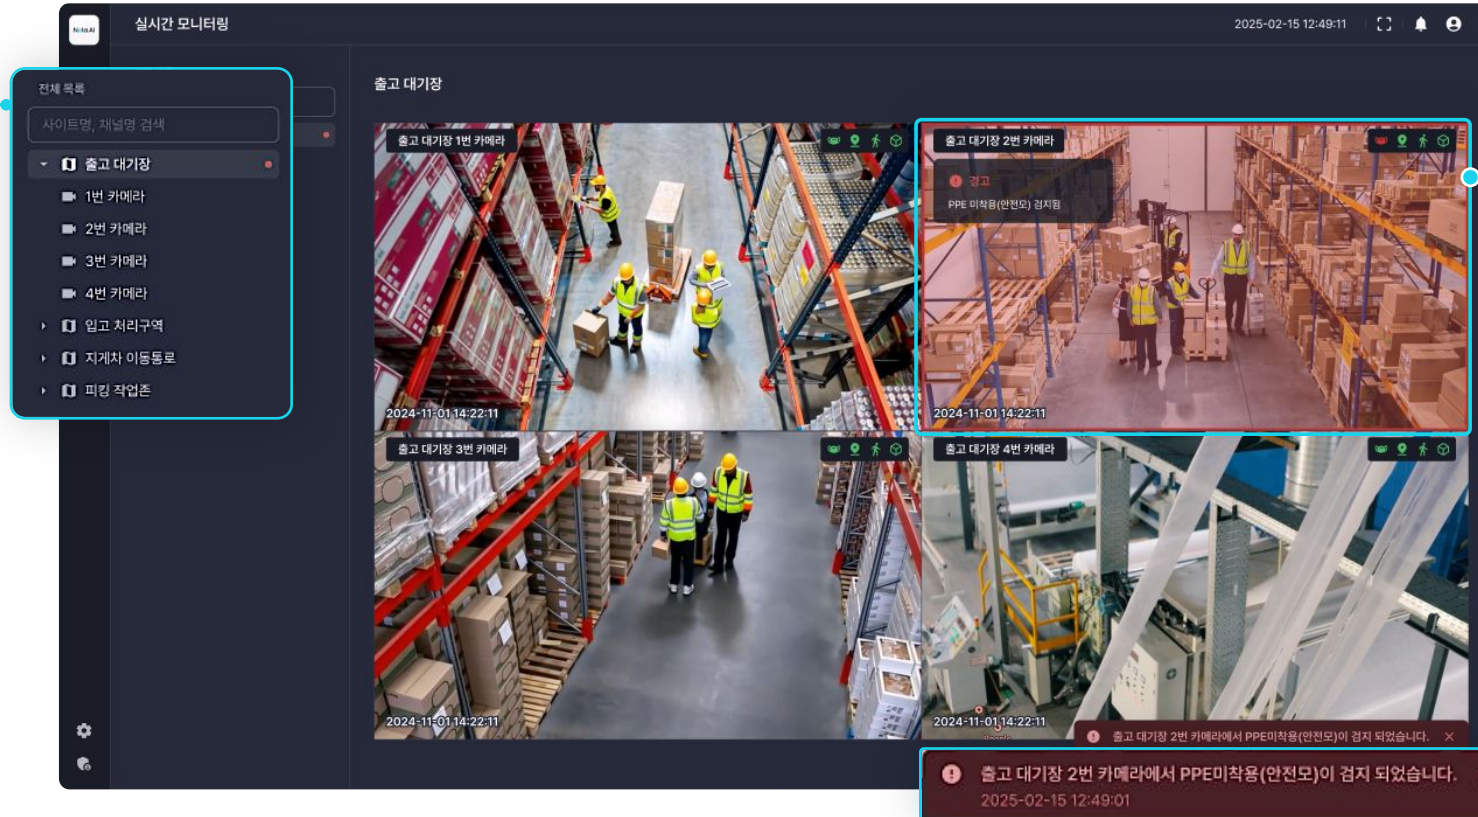 Nota AI
실시간 모니터링
2025-02-15 12:49:11
전체 목록
사이트명, 채널명 검색
출고 대기장
1번 카메라
2번 카메라
3번 카메라
4번 카메라
입고 처리구역
지게차 이동통로
피킹 작업존
출고 대기장
출고 대기장 1번 카메라
2024-11-01 14:22:11
출고 대기장 2번 카메라
경고
PPE 미착용(안전모) 검지됨
2024-11-01 14:22:11
출고 대기장 3번 카메라
2024-11-01 14:22:11
출고 대기장 4번 카메라
2024-11-01 14:22:11
출고 대기장 2번 카메라에서 PPE미착용(안전모)이 검지 되었습니다.
출고 대기장 2번 카메라에서 PPE미착용(안전모)이 검지 되었습니다.
2025-02-15 12:49:01